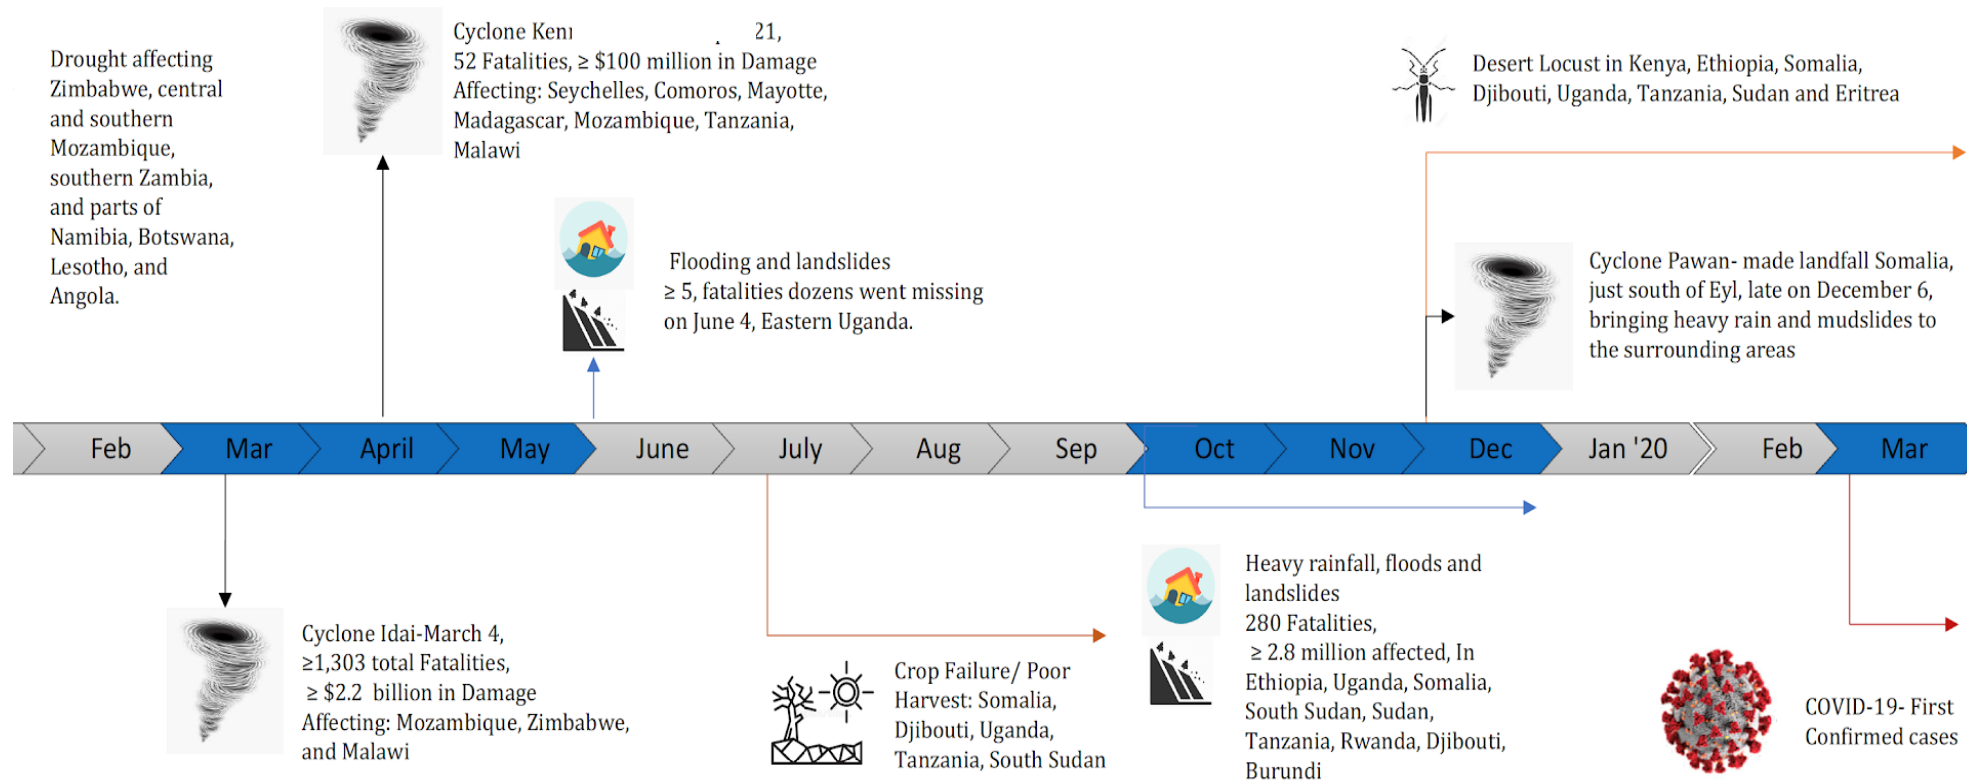 Drought affecting
Zimbabwe, central
and southern
Mozambique,
southern Zambia,
and parts of
Namibia, Botswana,
Lesotho, and
Angola.
Cyclone 21,
52 Fatalities, ≥ $100 million in Damage
Affecting: Seychelles, Comoros, Mayotte,
Madagascar, Mozambique, Tanzania,
Malawi
Flooding and landslides
≥ 5, fatalities dozens went missing
on June 4, Eastern Uganda.
Desert Locust in Kenya, Ethiopia, Somalia,
Djibouti, Uganda, Tanzania, Sudan and Eritrea
Cyclone Pawan- made landfall Somalia,
just south of Eyl, late on December 6,
bringing heavy rain and mudslides to
the surrounding areas
Feb Mar April May June July Aug Sep Oct Nov Dec Jan '20 Feb Mar
Cyclone Idai-March 4,
≥1,303 total Fatalities,
≥ $2.2 billion in Damage
Affecting: Mozambique, Zimbabwe,
and Malawi
Crop Failure/ Poor
Harvest: Somalia,
Djibouti, Uganda,
Tanzania, South Sudan
Heavy rainfall, floods and
landslides
280 Fatalities,
≥ 2.8 million affected, In
Ethiopia, Uganda, Somalia,
South Sudan, Sudan,
Tanzania, Rwanda, Djibouti,
Burundi
COVID-19- First
Confirmed cases